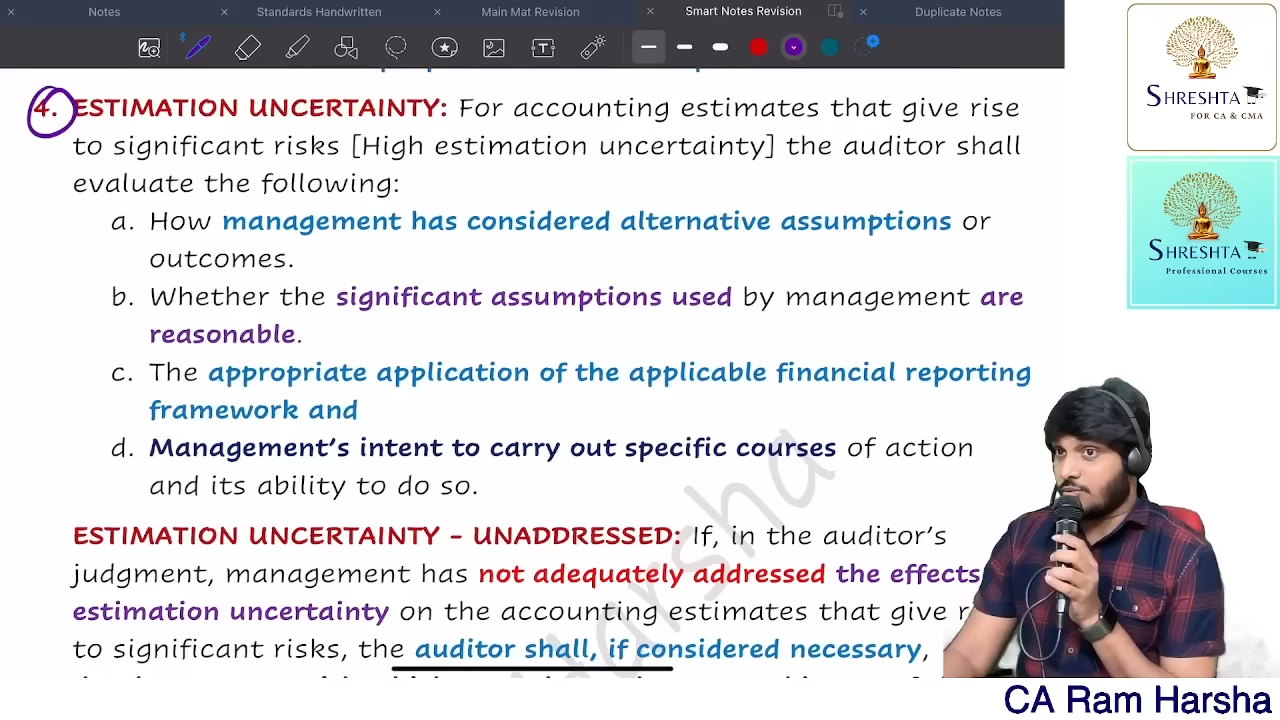 Notes
Standards Handwritten
Main Mat Revision
Smart Notes Revision
Duplicate Notes
4. ESTIMATION UNCERTAINTY: For accounting estimates that give rise
to significant risks [High estimation uncertainty] the auditor shall
evaluate the following:
a. How management has considered alternative assumptions or
outcomes.
b. Whether the significant assumptions used by management are
reasonable.
c. The appropriate application of the applicable financial reporting
framework and
d. Management's intent to carry out specific courses of action
and its ability to do so.
ESTIMATION UNCERTAINTY – UNADDRESSED: If, in the auditor's
judgment, management has not adequately addressed the effects
estimation uncertainty on the accounting estimates that give
to significant risks, the auditor shall, if considered necessary,
SHRESHTA
FOR CA & CMA
SHRESHTA
Professional Courses
CA Ram Harsha